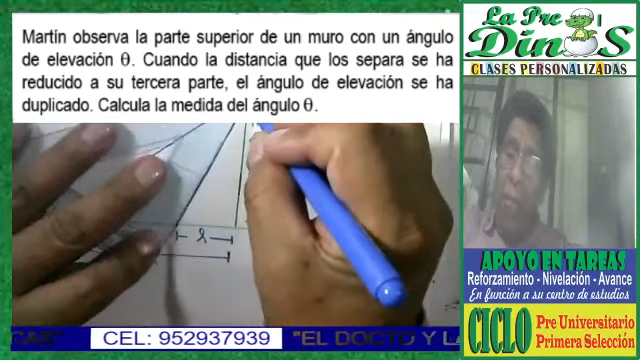 Martín observa la parte superior de un muro con un ángulo
de elevación θ. Cuando la distancia que los separa se ha
reducido a su tercera parte, el ángulo de elevación se ha
duplicado. Calcula la medida del ángulo θ.
La Pre
DinoS
CLASES PERSONALIZADAS
APOYO EN TAREAS
Reforzamiento - Nivelación - Avance
En función a su centro de estudios
CICLO
Pre Universitario
Primera Selección
CEL: 952937939
"EL DOCTO Y LA